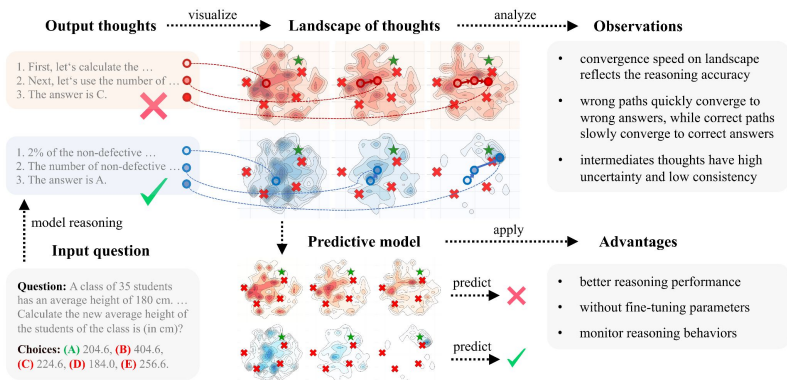 Output thoughts
visualize
Landscape of thoughts
analyze
Observations
1. First, let's calculate the …
2. Next, let's use the number of …
3. The answer is C.
1. 2% of the non-defective …
2. The number of non-defective …
3. The answer is A.
• convergence speed on landscape
reflects the reasoning accuracy
• wrong paths quickly converge to
wrong answers, while correct paths
slowly converge to correct answers
• intermediates thoughts have high
uncertainty and low consistency
model reasoning
Input question
Predictive model
apply
Advantages
Question: A class of 35 students
has an average height of 180 cm. …
Calculate the new average height of
the students of the class is (in cm)?
Choices: (A) 204.6, (B) 404.6,
(C) 224.6, (D) 184.0, (E) 256.6.
predict
predict
• better reasoning performance
• without fine-tuning parameters
• monitor reasoning behaviors